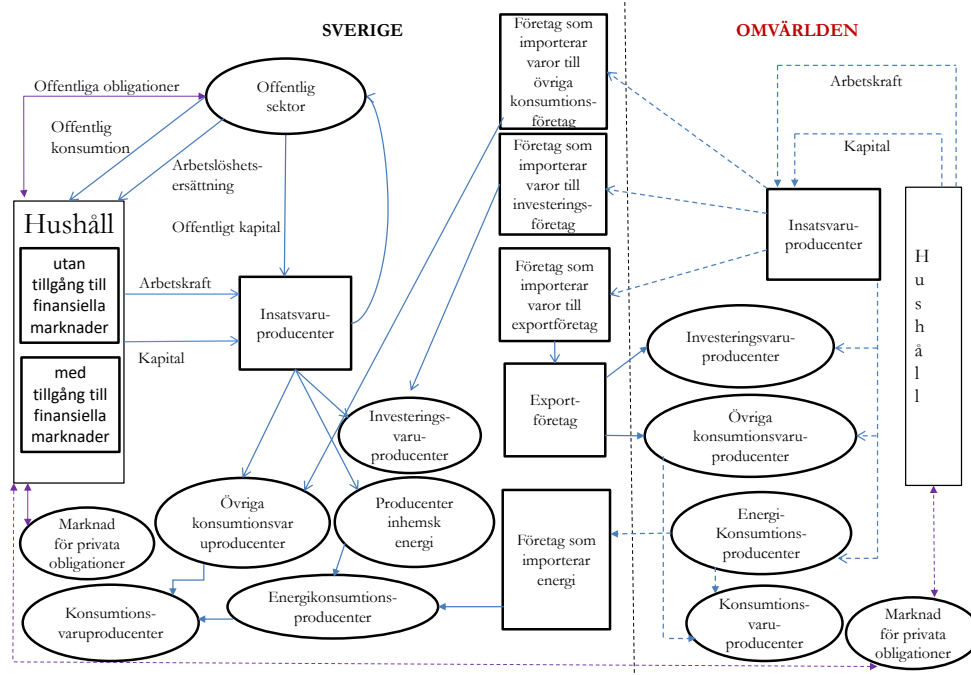 SVERIGE
OMVÄRLDEN
Offentliga obligationer
Offentlig
sektor
Offentlig
konsumtion
Arbetslöshets-
ersättning
Offentligt kapital
Hushåll
utan
tillgång till
finansiella
marknader
med
tillgång till
finansiella
marknader
Arbetskraft
Kapital
Insatsvaru-
producenter
Investerings-
varu-
producenter
Övriga
konsumtionsvar
uproducenter
Producenter
inhemsk
energi
Marknad
för privata
obligationer
Konsumtions-
varuproducenter
Energikonsumtions-
producenter
Företag som
importerar
varor till
övriga
konsumtions-
företag
Företag som
importerar
varor till
investerings-
företag
Företag som
importerar
varor till
exportföretag
Export-
företag
Företag som
importerar
energi
Arbetskraft
Kapital
Insatsvaru-
producenter
H
u
s
h
å
l
l
Investeringsvaru-
producenter
Övriga
konsumtionsvaru-
producenter
Energi-
Konsumtions-
producenter
Konsumtions-
varu-
producenter
Marknad
för privata
obligationer